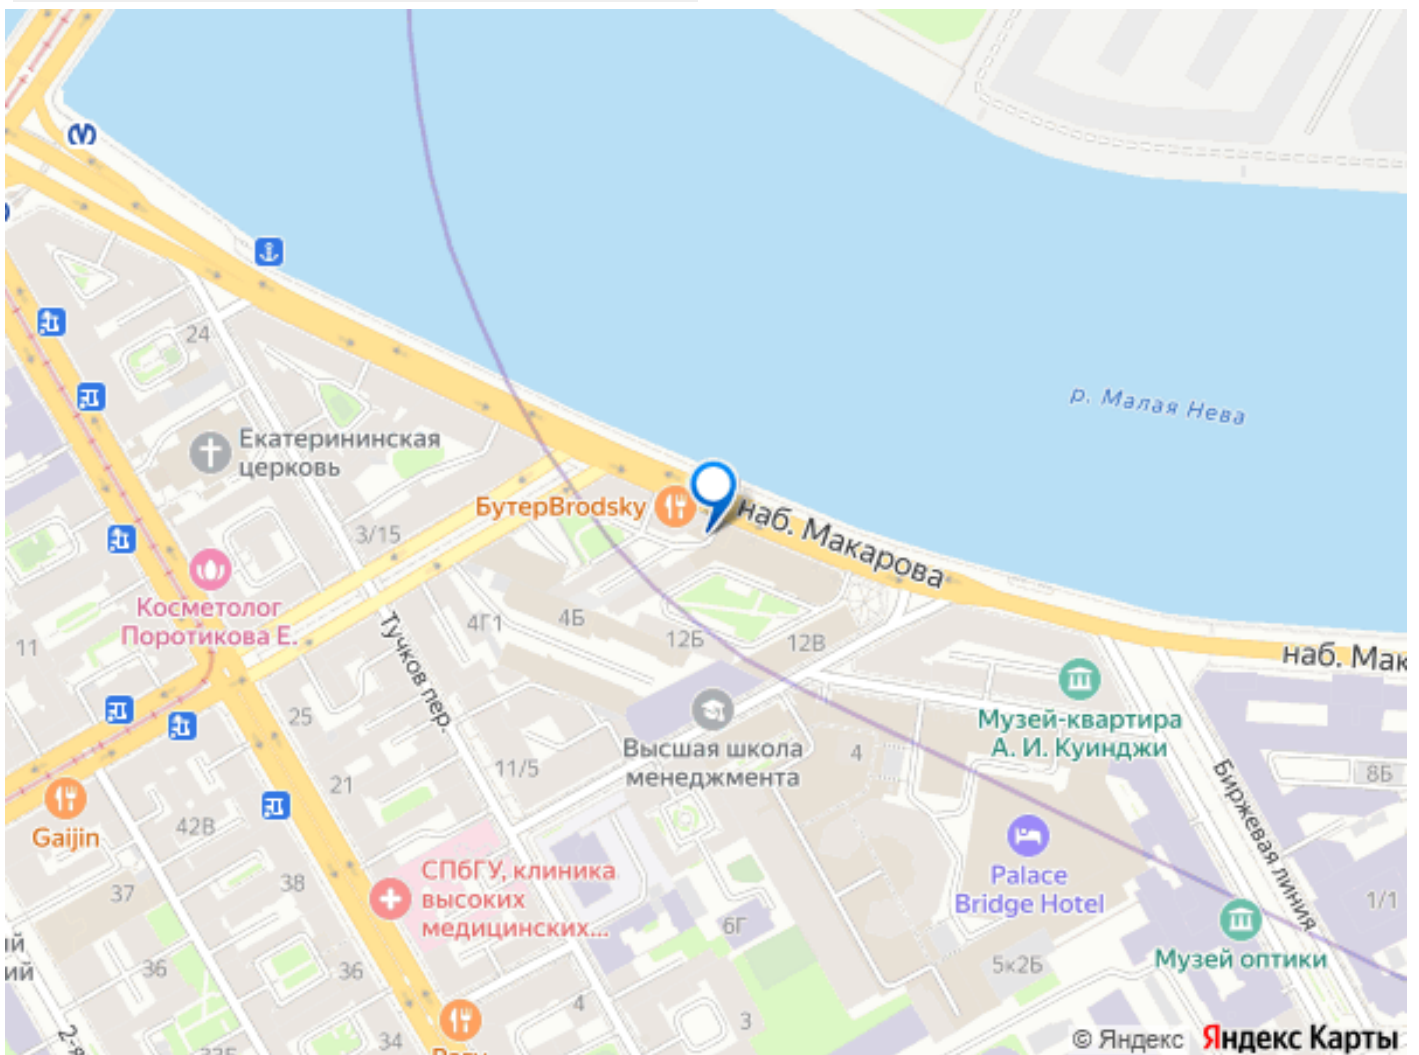 р. Малая Нева
24
Екатерининская
церковь
БутерBrodsky
наб. Макарова
3/15
Косметолог
Поротикова Е.
11
Тучков пер.
4Г1
4Б
12Б
12В
наб. Мак
Музей-квартира
А. И. Куинджи
25
Высшая школа
менеджмента
4
11/5
21
8Б
Биржевая линия
Gaijin
42В
37
38
СПбГУ, клиника
высоких
медицинских...
Palace
Bridge Hotel
1/1
6Г
ий
36
36
5к2Б
Музей оптики
4
3
34
2-я
© Яндекс Яндекс Карты